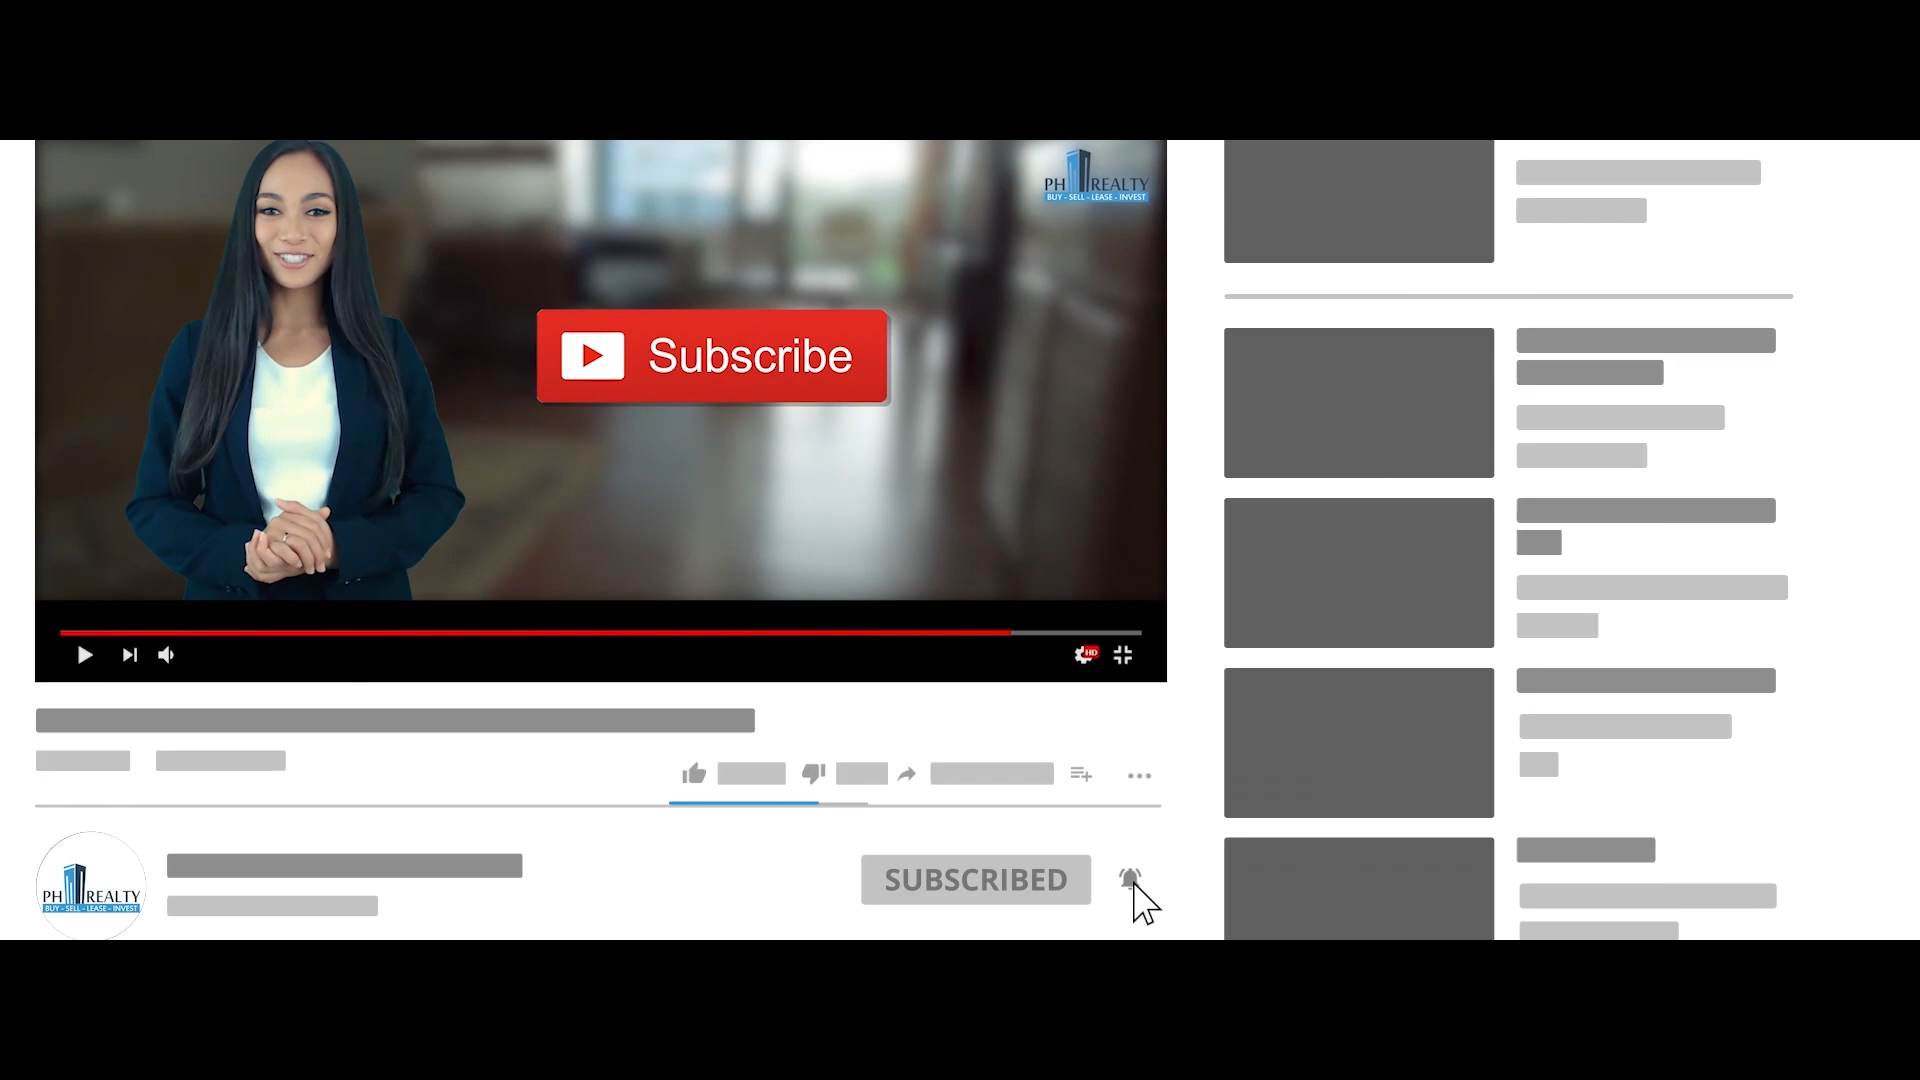 PH REALTY
BUY - SELL - LEASE - INVEST
Subscribe
HD
SUBSCRIBED
PH REALTY
BUY - SELL - LEASE - INVEST